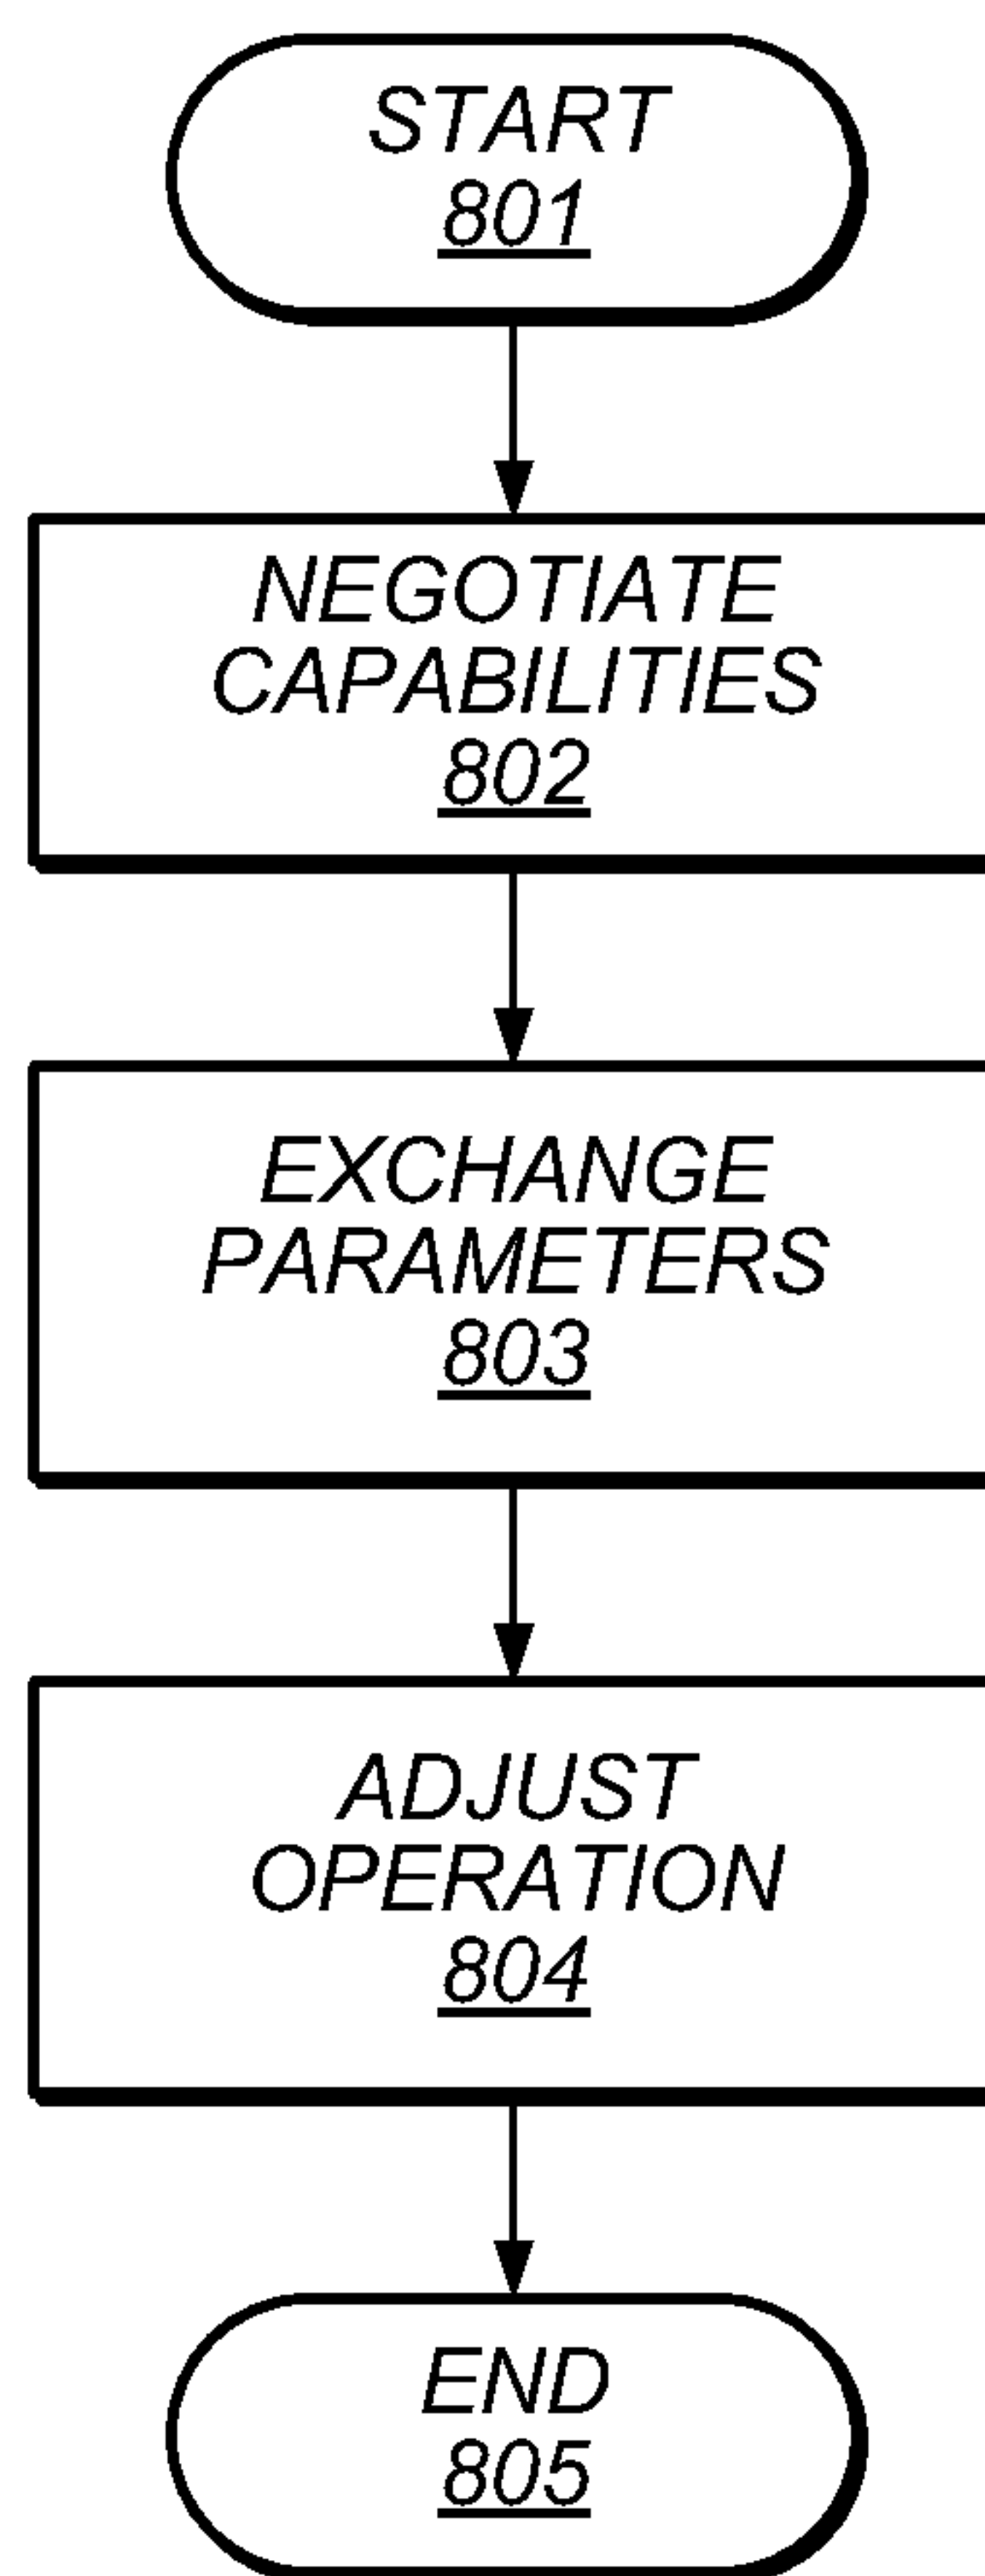 START
801
NEGOTIATE
CAPABILITIES
802
EXCHANGE
PARAMETERS
803
ADJUST
OPERATION
804
END
805